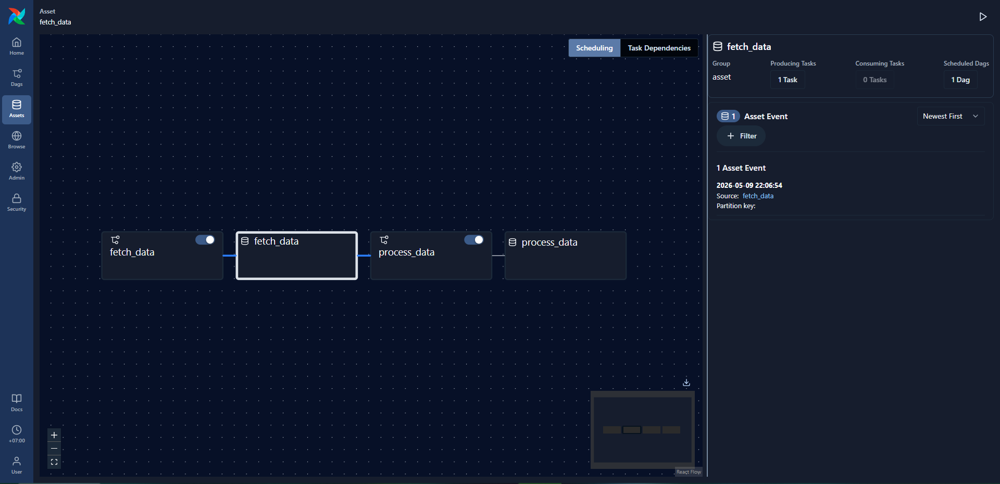 Asset
fetch_data
Home
Dags
Assets
Browse
Admin
Security
Docs
+07:00
User
Scheduling
Task Dependencies
fetch_data
fetch_data
process_data
process_data
React Flow
fetch_data
Group
Producing Tasks
Consuming Tasks
Scheduled Dags
asset
1 Task
0 Tasks
1 Dag
1 Asset Event
Newest First
Filter
1 Asset Event
2026-05-09 22:06:54
Source: fetch_data
Partition key: